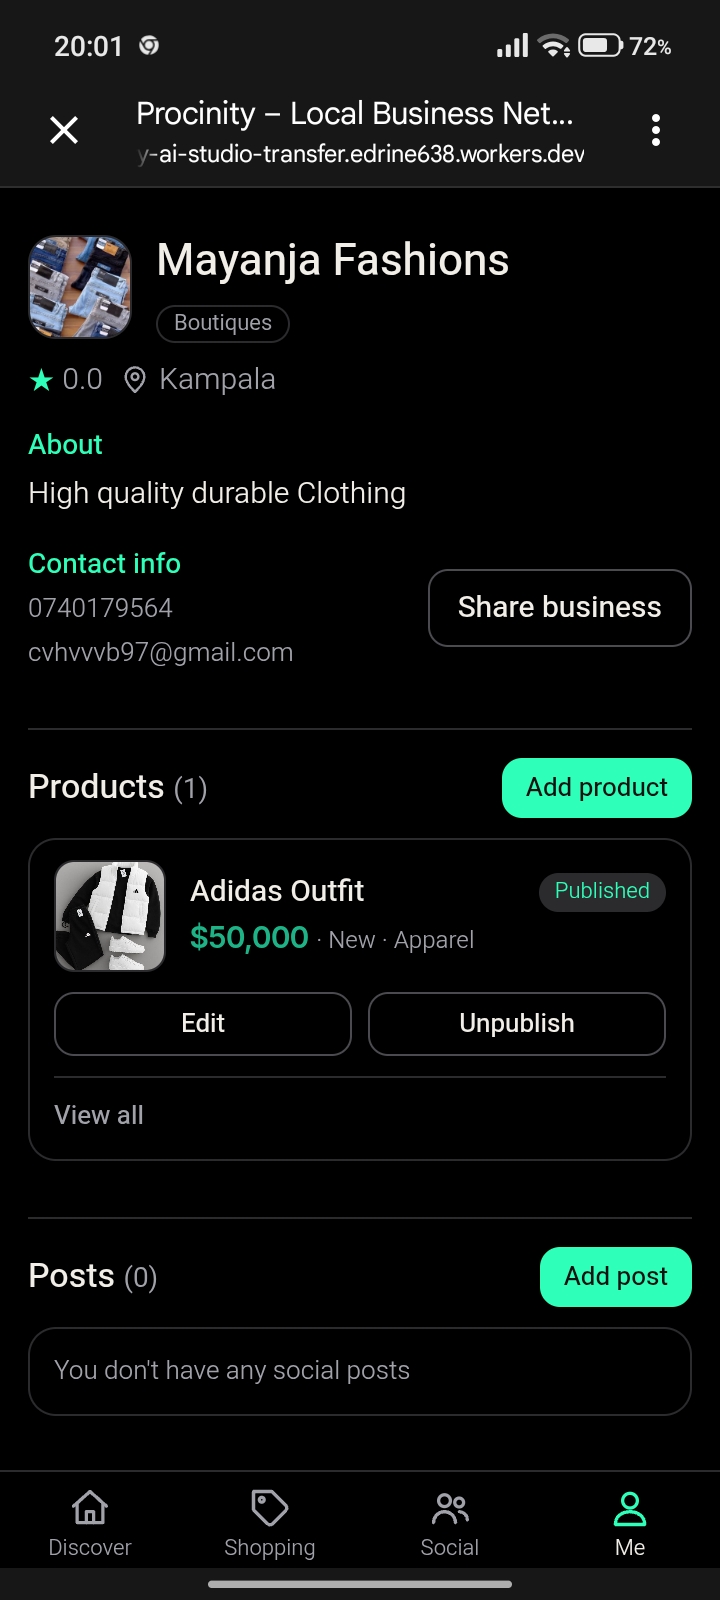 20:01
72%
Procinity – Local Business Net...
y-ai-studio-transfer.edrine638.workers.dev
Mayanja Fashions
Boutiques
★ 0.0 Kampala
About
High quality durable Clothing
Contact info
0740179564
cvhvvvb97@gmail.com
Share business
Products (1)
Add product
Adidas Outfit
Published
$50,000 · New · Apparel
Edit
Unpublish
View all
Posts (0)
Add post
You don't have any social posts
Discover
Shopping
Social
Me